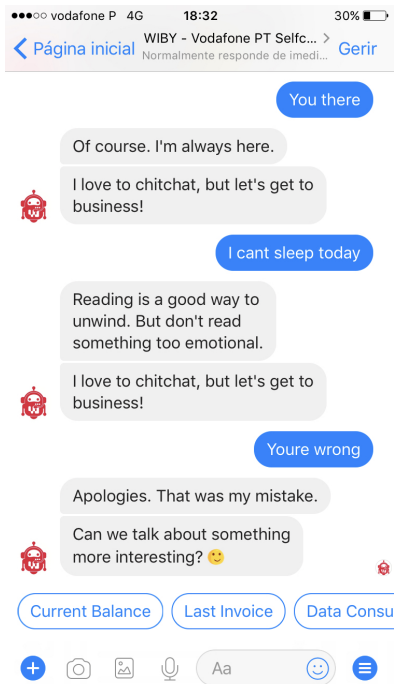 vodafone P 4G 18:32 30%
Página inicial WIBY - Vodafone PT Selfc... Gerir
Normalmente responde de imedi...
You there
Of course. I'm always here.
I love to chitchat, but let's get to
business!
I cant sleep today
Reading is a good way to
unwind. But don't read
something too emotional.
I love to chitchat, but let's get to
business!
Youre wrong
Apologies. That was my mistake.
Can we talk about something
more interesting? 🙂
Current Balance Last Invoice Data Consu
Aa